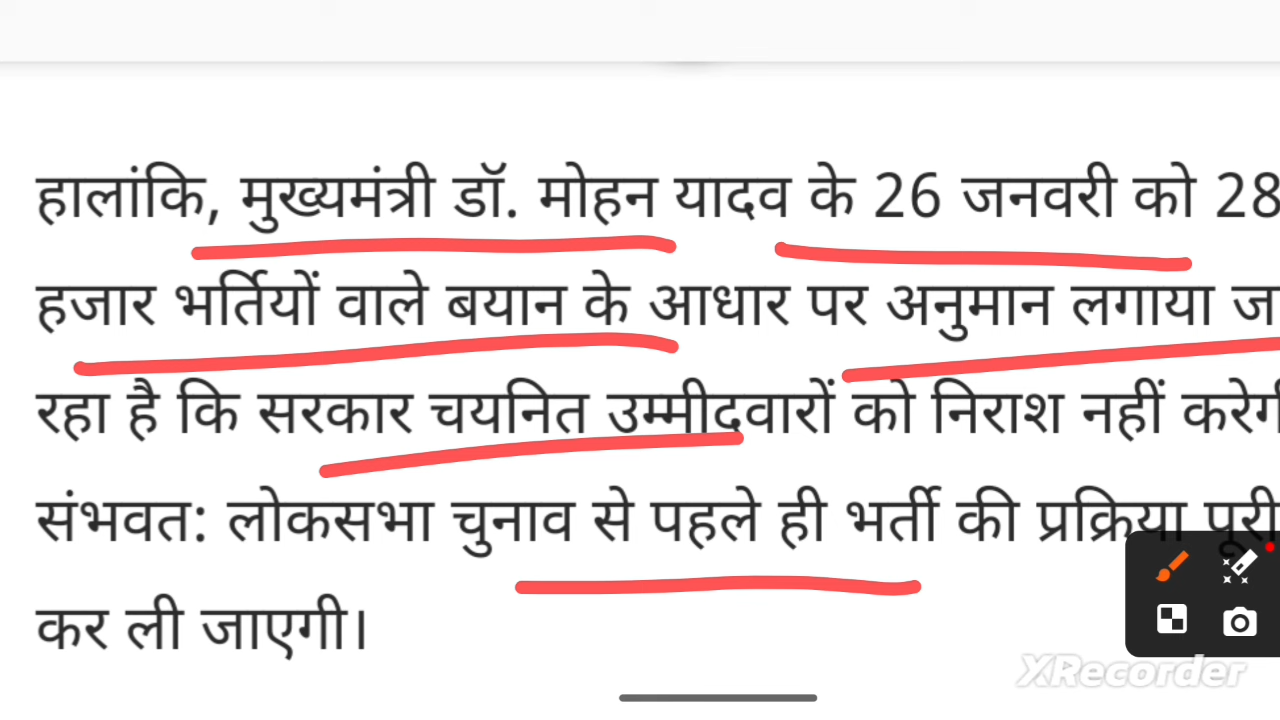 हालांकि, मुख्यमंत्री डॉ. मोहन यादव के 26 जनवरी को 28
हजार भर्तियों वाले बयान के आधार पर अनुमान लगाया जा
रहा है कि सरकार चयनित उम्मीदवारों को निराश नहीं करेगी
संभवत: लोकसभा चुनाव से पहले ही भर्ती की प्रक्रिया पूरी
कर ली जाएगी।
XRecorder